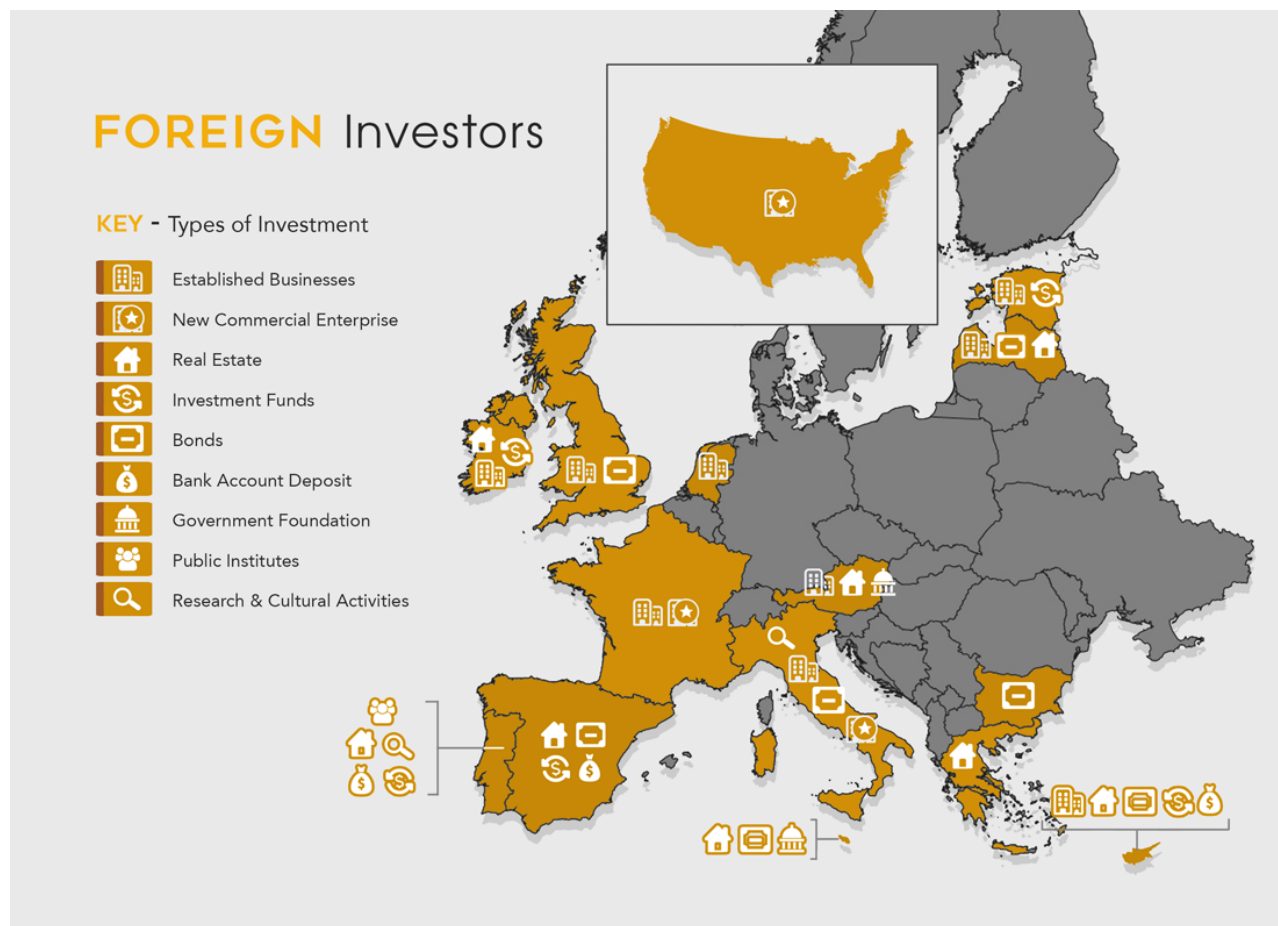 FOREIGN Investors
KEY - Types of Investment
Established Businesses
New Commercial Enterprise
Real Estate
Investment Funds
Bonds
Bank Account Deposit
Government Foundation
Public Institutes
Research & Cultural Activities